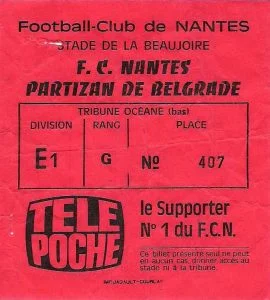 Football-Club de NANTES
STADE DE LA BEAUJOIRE
F. C. NANTES
PARTIZAN DE BELGRADE
TRIBUNE OCÉANE (bas)
DIVISION RANG PLACE
E1 G No 407
TELE
POCHE
le Supporter
No 1 du F.C.N.
Ce billet présenté seul ne peut
en aucun cas donner accès au
stade ni à la tribune.